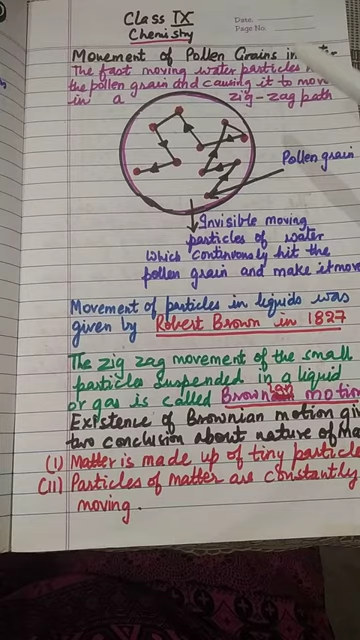 Class IX
Date.
Chemistry
Page No.
Movement of Pollen Grains in
The fast moving water particles
the pollen grain and causing it to mov
in a zig-zag path
Pollen grain
Invisible moving
particles of water
which continuously hit the
pollen grain and make it move
Movement of particles in liquids was
given by Robert Brown in 1827
The zig zag movement of the small
particles suspended in a liquid
or gas is called Brownian motion
Existence of Brownian motion gi
two conclusion about nature of ma
(i) Matter is made up of tiny particle
(ii) Particles of Matter are constantly
moving.